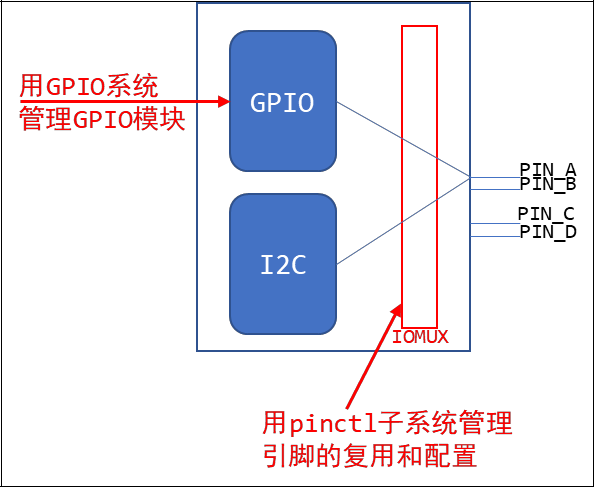 用GPIO系统
管理GPIO模块
GPIO
I2C
PIN_A
PIN_B
PIN_C
PIN_D
IOMUX
用pinctl子系统管理
引脚的复用和配置